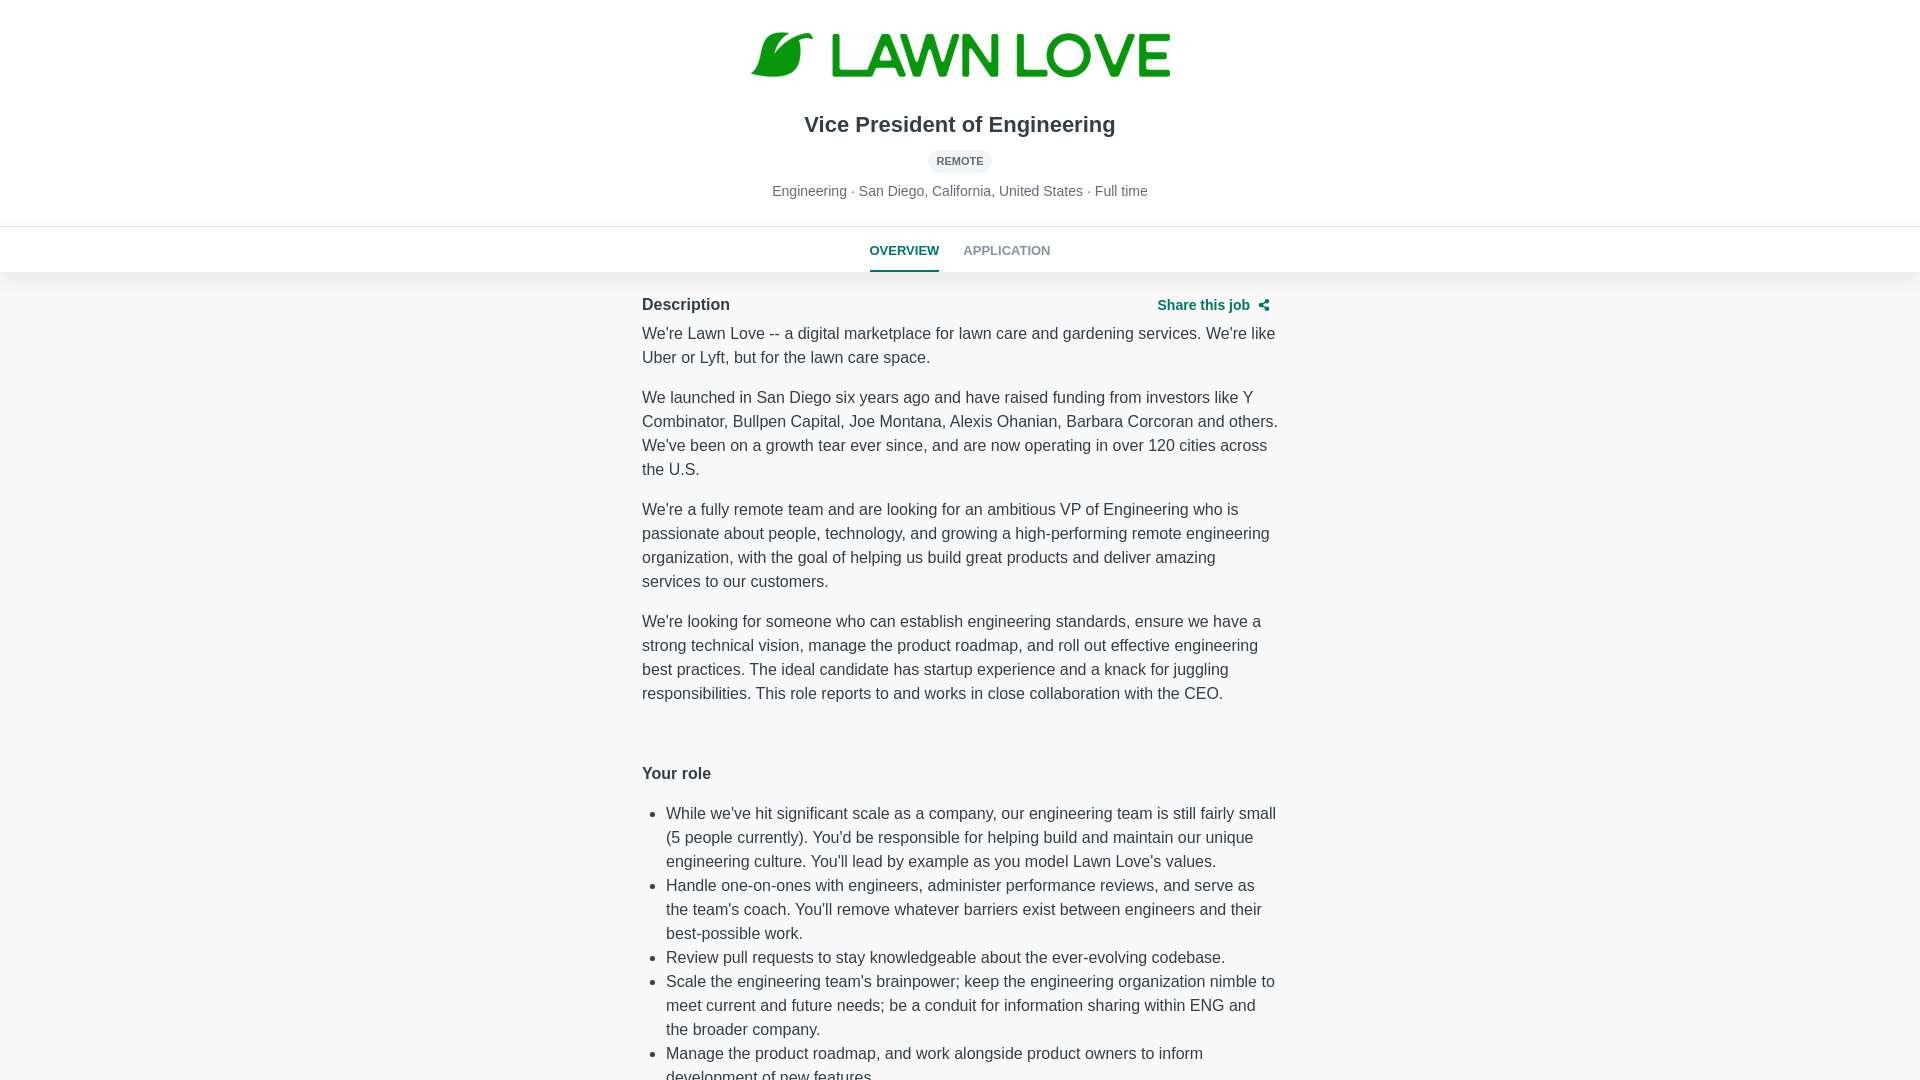 LAWN LOVE
Vice President of Engineering
REMOTE
Engineering · San Diego, California, United States · Full time
OVERVIEW APPLICATION
Description
Share this job
We're Lawn Love -- a digital marketplace for lawn care and gardening services. We're like
Uber or Lyft, but for the lawn care space.
We launched in San Diego six years ago and have raised funding from investors like Y
Combinator, Bullpen Capital, Joe Montana, Alexis Ohanian, Barbara Corcoran and others.
We've been on a growth tear ever since, and are now operating in over 120 cities across
the U.S.
We're a fully remote team and are looking for an ambitious VP of Engineering who is
passionate about people, technology, and growing a high-performing remote engineering
organization, with the goal of helping us build great products and deliver amazing
services to our customers.
We're looking for someone who can establish engineering standards, ensure we have a
strong technical vision, manage the product roadmap, and roll out effective engineering
best practices. The ideal candidate has startup experience and a knack for juggling
responsibilities. This role reports to and works in close collaboration with the CEO.
Your role
• While we've hit significant scale as a company, our engineering team is still fairly small
(5 people currently). You'd be responsible for helping build and maintain our unique
engineering culture. You'll lead by example as you model Lawn Love's values.
• Handle one-on-ones with engineers, administer performance reviews, and serve as
the team's coach. You'll remove whatever barriers exist between engineers and their
best-possible work.
• Review pull requests to stay knowledgeable about the ever-evolving codebase.
• Scale the engineering team's brainpower; keep the engineering organization nimble to
meet current and future needs; be a conduit for information sharing within ENG and
the broader company.
• Manage the product roadmap, and work alongside product owners to inform
development of new features.